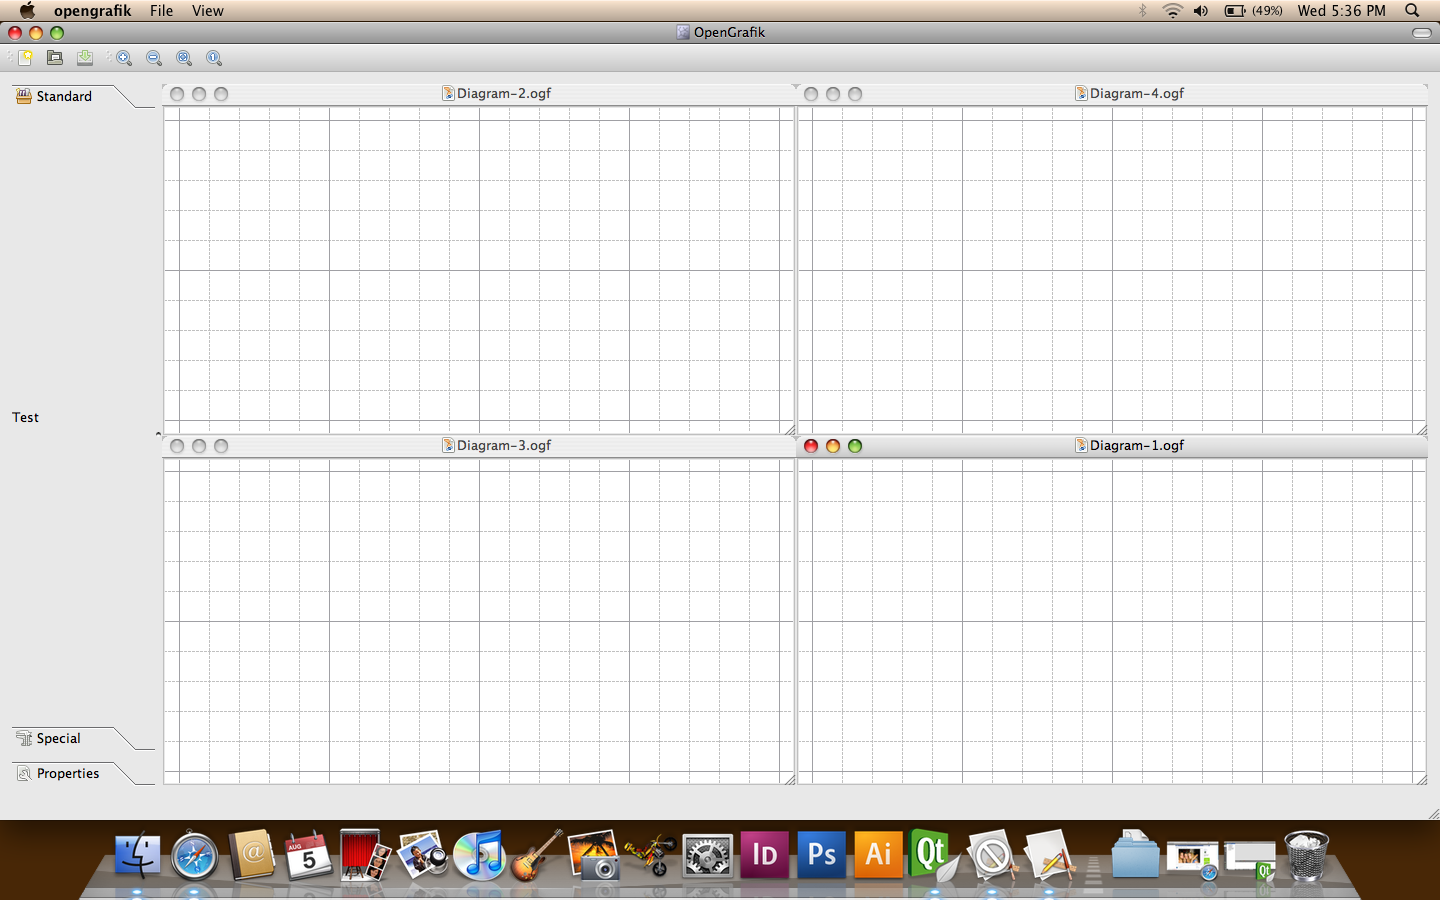 opengrafik File View (49%) Wed 5:36 PM
OpenGrafik
Standard
Diagram-2.ogf
Diagram-4.ogf
Test
Diagram-3.ogf
Diagram-1.ogf
Special
Properties
@ AUG 5 ID Ps Ai Qt Qt